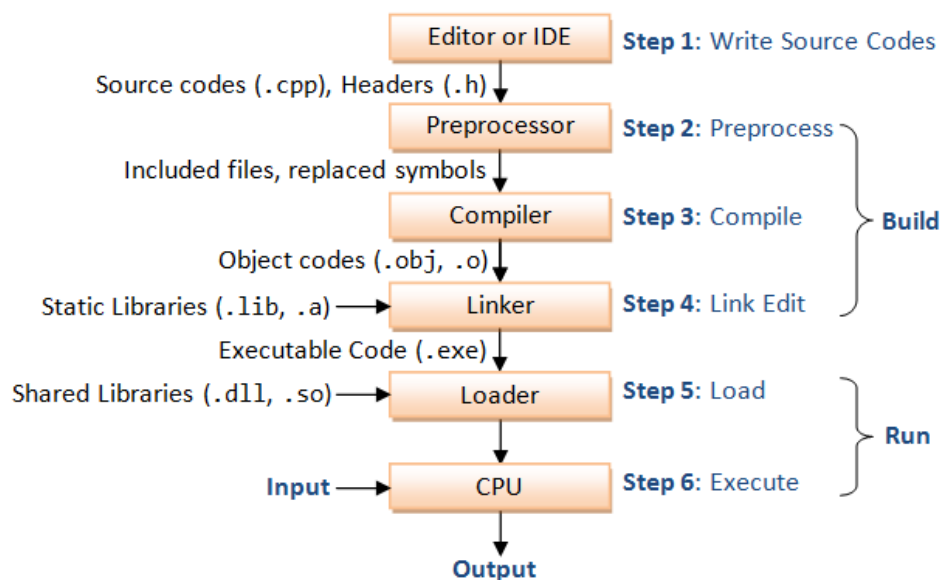 Editor or IDE
Step 1: Write Source Codes
Source codes (.cpp), Headers (.h)
Preprocessor
Step 2: Preprocess
Included files, replaced symbols
Compiler
Step 3: Compile
Build
Object codes (.obj, .o)
Static Libraries (.lib, .a)
Linker
Step 4: Link Edit
Executable Code (.exe)
Shared Libraries (.dll, .so)
Loader
Step 5: Load
Run
Input
CPU
Step 6: Execute
Output